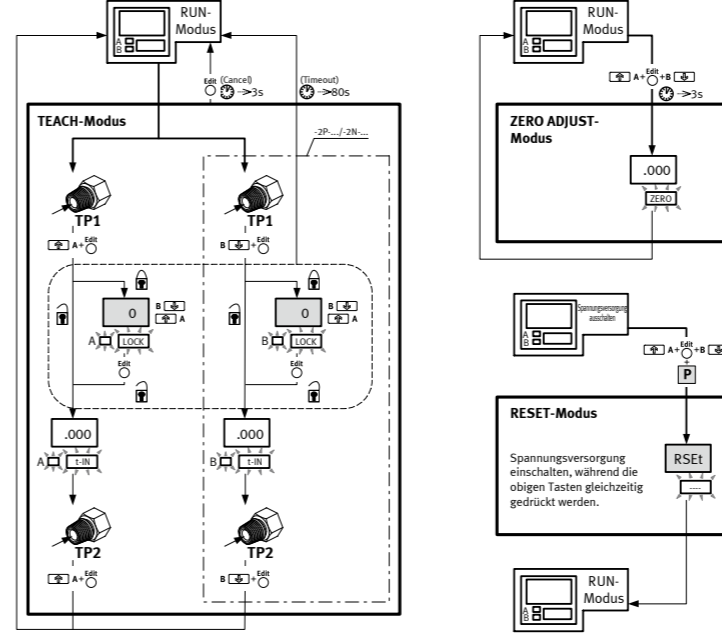 RUN-
Modus
A
B
Edit (Cancel)
->3s
(Timeout)
->80s
TEACH-Modus
-2P-.../-2N-...
TP1
A+Edit
TP1
B +Edit
0
B
A
A
LOCK
Edit
0
B
A
B
LOCK
Edit
.000
A
t-IN
.000
B
t-IN
TP2
A+Edit
TP2
B +Edit
RUN-
Modus
A
B
A+Edit+B
->3s
ZERO ADJUST-
Modus
.000
ZERO
Spannungsversorgung
ausschalten
A
B
A+Edit+B
+
P
RESET-Modus
Spannungsversorgung
einschalten, während die
obigen Tasten gleichzeitig
gedrückt werden.
RSEt
----
RUN-
Modus
A
B